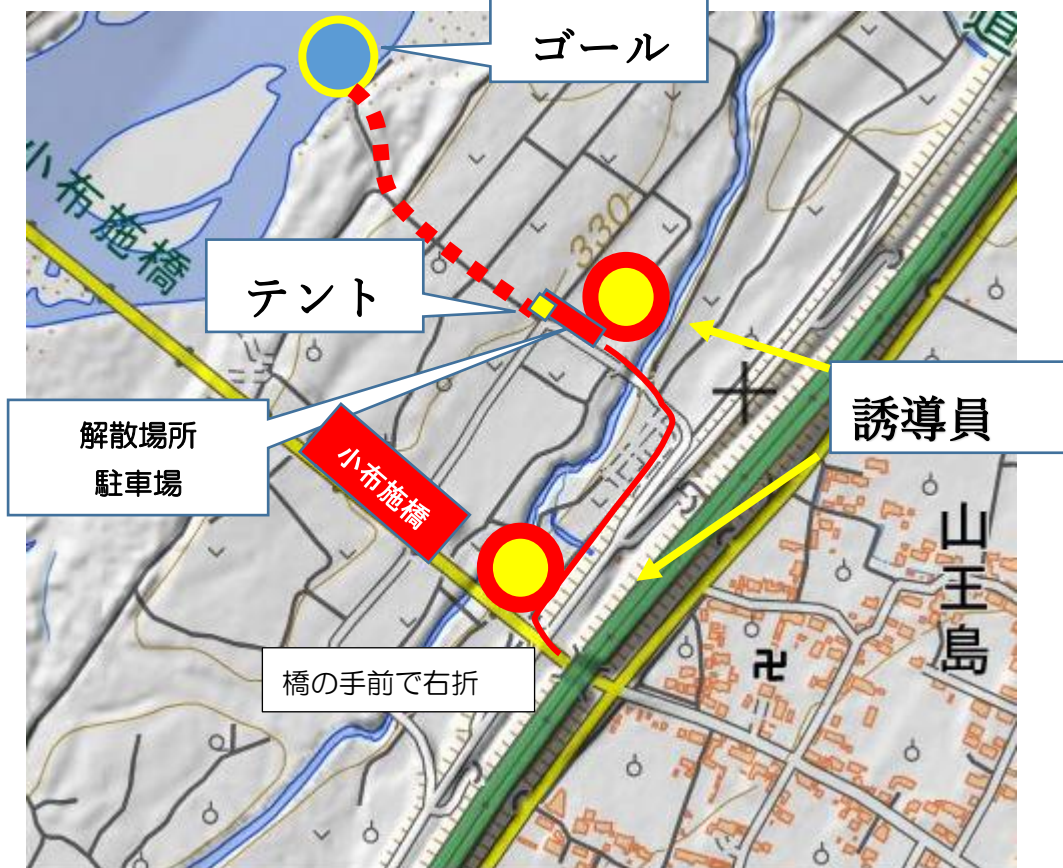 ゴール
道
小布施橋
330
テント
誘導員
解散場所
駐車場
小布施橋
山王島
橋の手前で右折